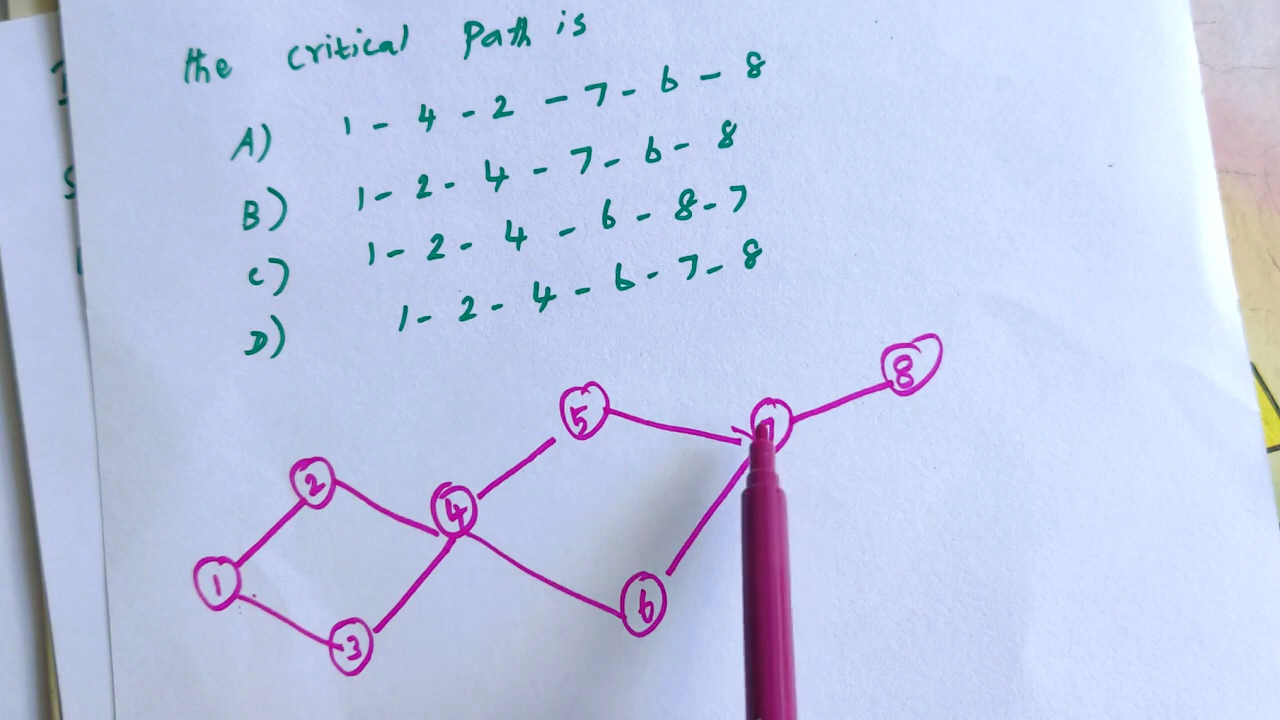 the critical Path is
A) 1 - 4 - 2 - 7 - 6 - 8
B) 1 - 2 - 4 - 7 - 6 - 8
C) 1 - 2 - 4 - 6 - 8 - 7
D) 1 - 2 - 4 - 6 - 7 - 8
8
5
2
4
1
6
3